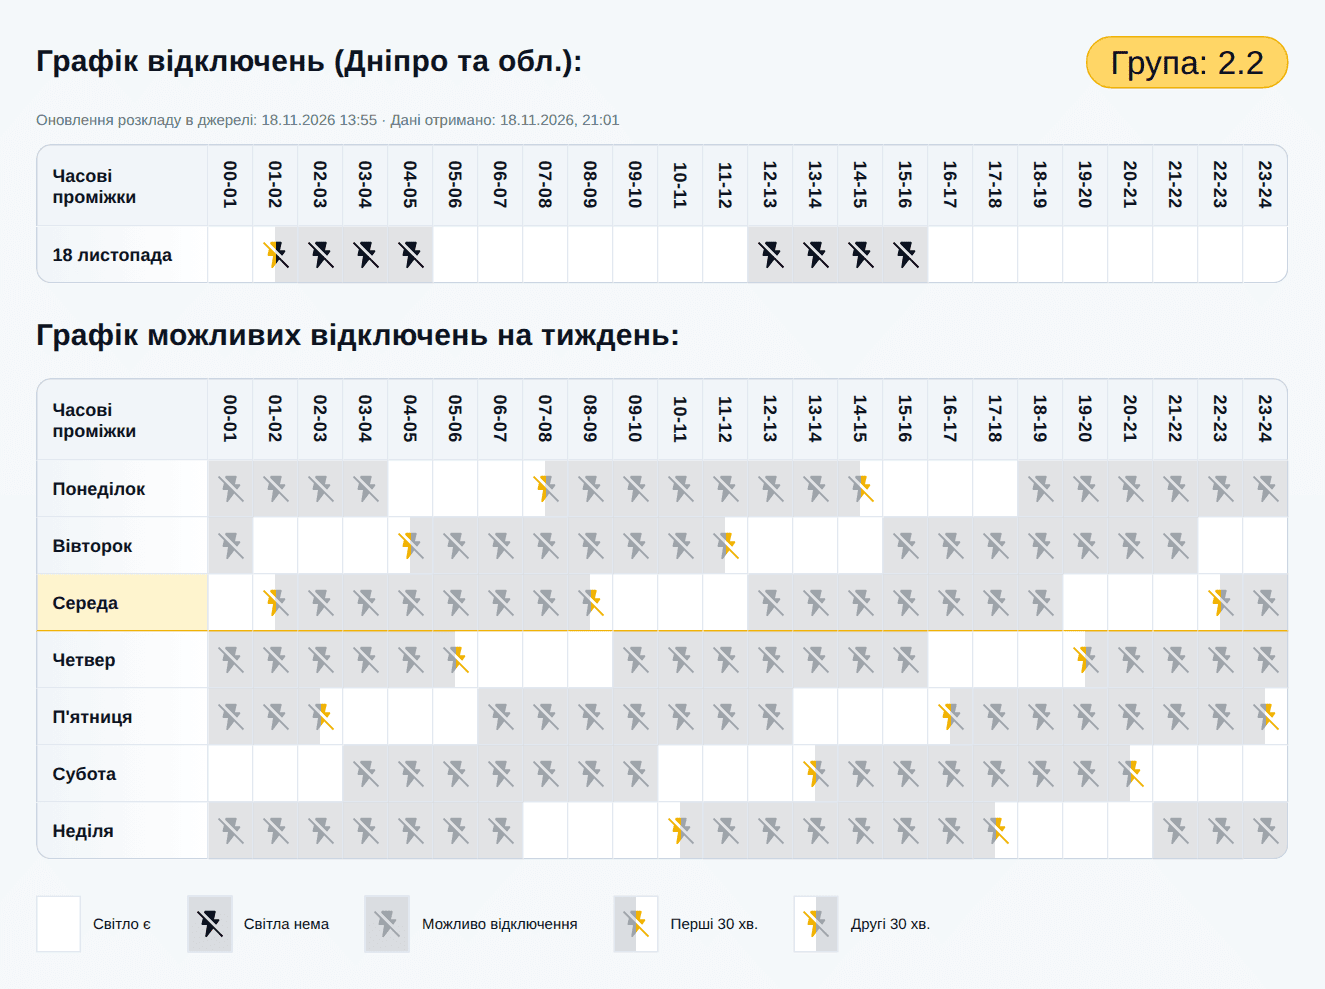 Графік відключень (Дніпро та обл.):
Група: 2.2
Оновлення розкладу в джерелі: 18.11.2026 13:55 · Дані отримано: 18.11.2026, 21:01
Часові проміжки 00-01 01-02 02-03 03-04 04-05 05-06 06-07 07-08 08-09 09-10 10-11 11-12 12-13 13-14 14-15 15-16 16-17 17-18 18-19 19-20 20-21 21-22 22-23 23-24
18 листопада
Графік можливих відключень на тиждень:
Часові проміжки 00-01 01-02 02-03 03-04 04-05 05-06 06-07 07-08 08-09 09-10 10-11 11-12 12-13 13-14 14-15 15-16 16-17 17-18 18-19 19-20 20-21 21-22 22-23 23-24
Понеділок
Вівторок
Середа
Четвер
П'ятниця
Субота
Неділя
Світло є Світла нема Можливо відключення Перші 30 хв. Другі 30 хв.